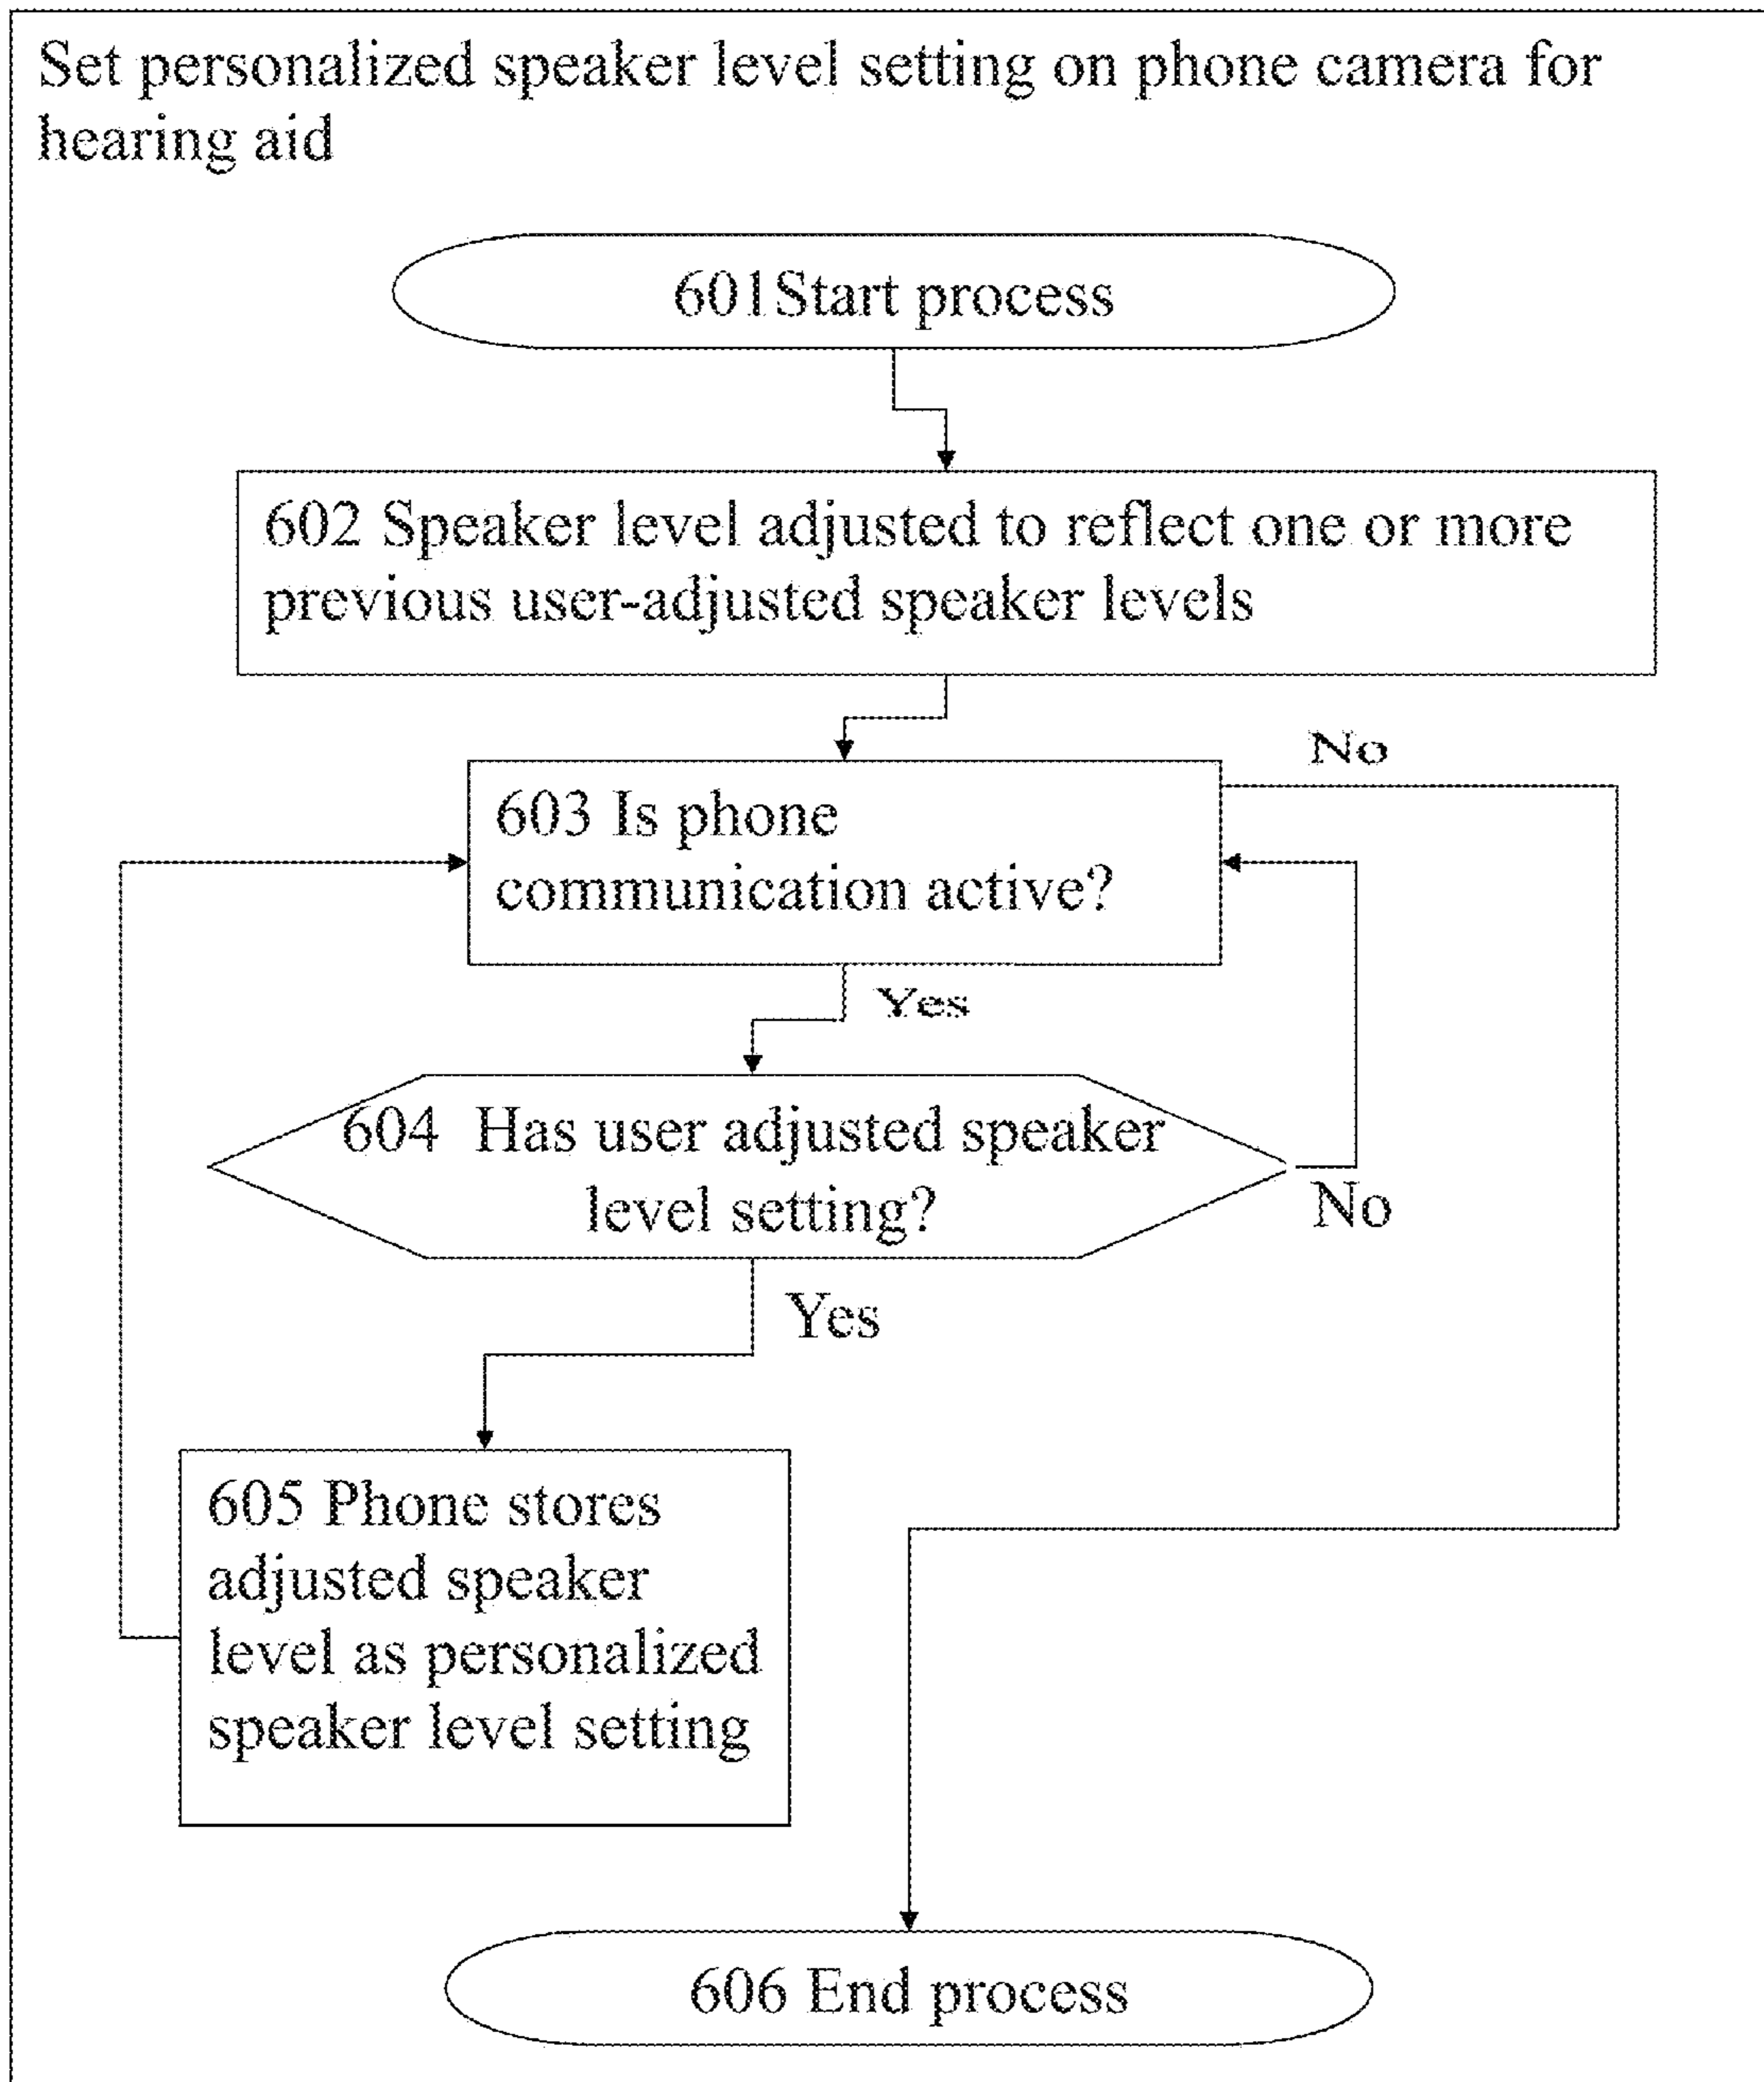 Set personalized speaker level setting on phone camera for
hearing aid
601Start process
602 Speaker level adjusted to reflect one or more
previous user-adjusted speaker levels
No
603 Is phone
communication active?
Yes
604 Has user adjusted speaker
level setting?
No
Yes
605 Phone stores
adjusted speaker
level as personalized
speaker level setting
606 End process